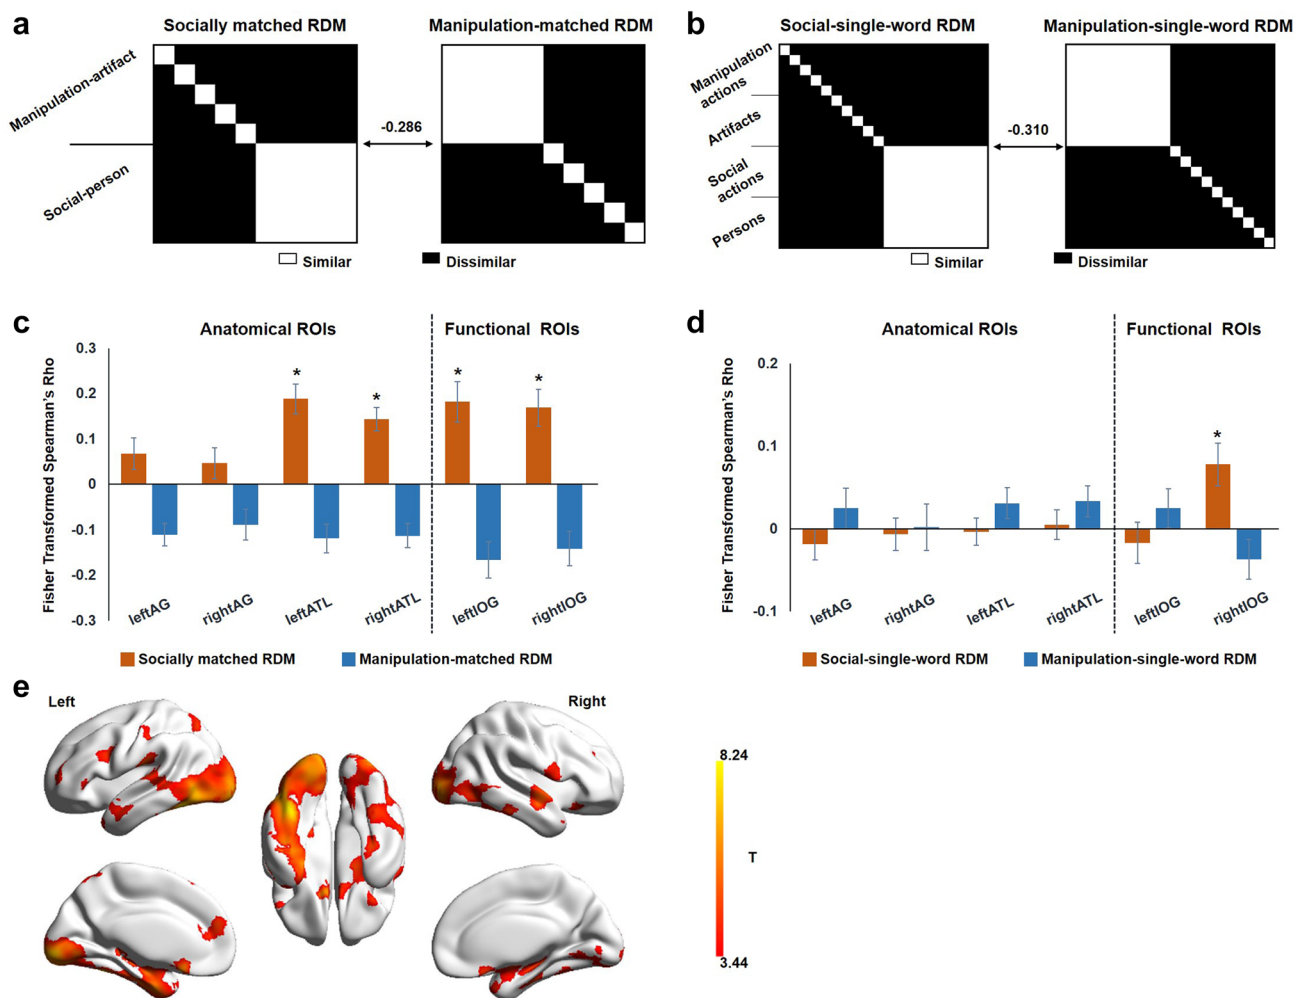 a
Socially matched RDM
Manipulation-matched RDM
Manipulation-artifact
Social-person
-0.286
Similar
Dissimilar
b
Social-single-word RDM
Manipulation-single-word RDM
Manipulation
actions
Artifacts
Social
actions
Persons
-0.310
Similar
Dissimilar
c
Anatomical ROIs
Functional ROIs
Fisher Transformed Spearman's Rho
0.3
0.2
0.1
0
-0.1
-0.2
-0.3
* * * *
leftAG
rightAG
leftATL
rightATL
leftIOG
rightIOG
Socially matched RDM
Manipulation-matched RDM
d
Anatomical ROIs
Functional ROIs
Fisher Transformed Spearman's Rho
0.2
0.1
0
-0.1
*
leftAG
rightAG
leftATL
rightATL
leftIOG
rightIOG
Social-single-word RDM
Manipulation-single-word RDM
e
Left
Right
8.24
T
3.44